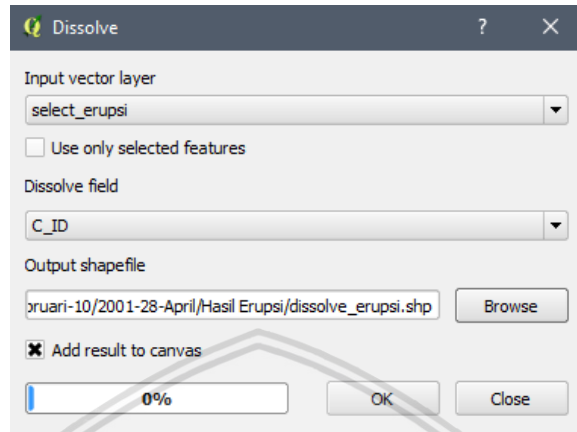 Dissolve ?
Input vector layer
select_erupsi
Use only selected features
Dissolve field
C_ID
Output shapefile
oruari-10/2001-28-April/Hasil Erupsi/dissolve_erupsi.shp Browse
Add result to canvas
0% OK Close